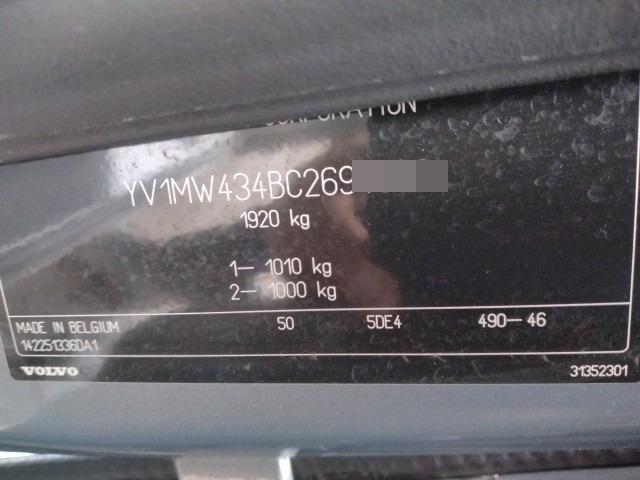 CORPORATION
YV1MW434BC269
1920 kg
1– 1010 kg
2– 1000 kg
MADE IN BELGIUM 50 5DE4 490–46
142251336DA1
VOLVO 31352301